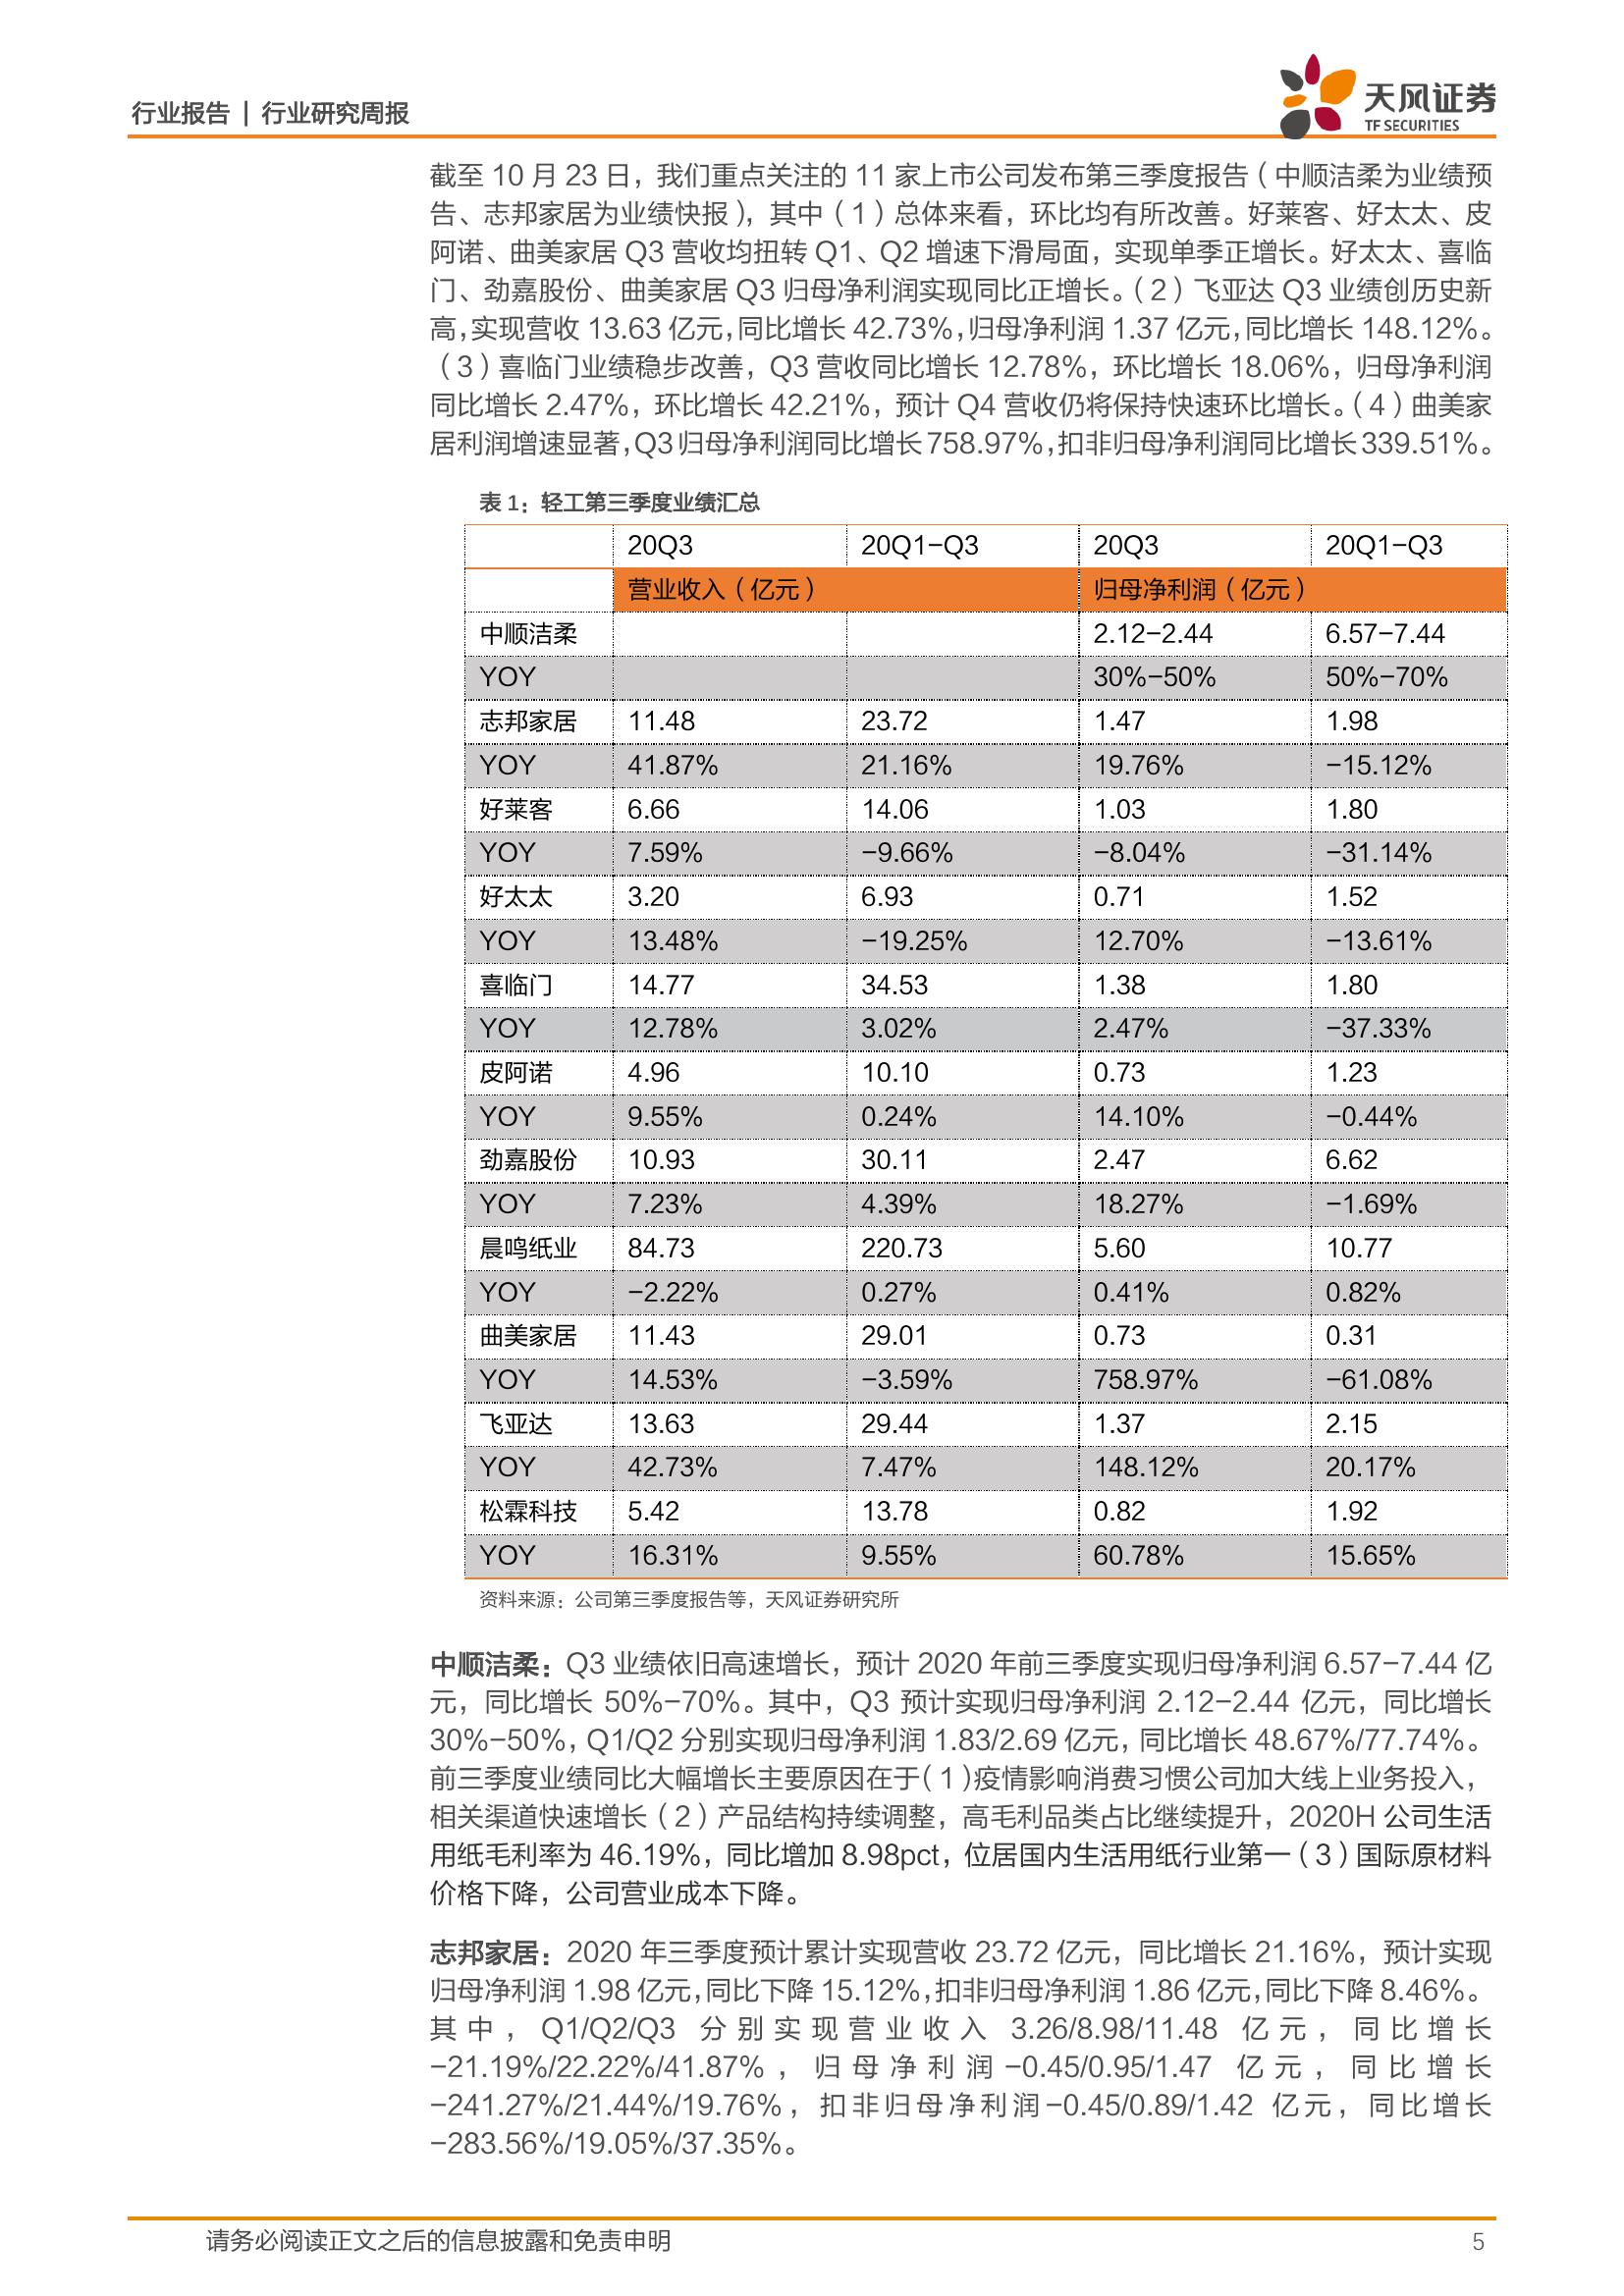 行业报告 | 行业研究周报
天风证券
TF SECURITIES
截至 10 月 23 日，我们重点关注的 11 家上市公司发布第三季度报告（中顺洁柔为业绩预
告、志邦家居为业绩快报），其中（1）总体来看，环比均有所改善。好莱客、好太太、皮
阿诺、曲美家居 Q3 营收均扭转 Q1、Q2 增速下滑局面，实现单季正增长。好太太、喜临
门、劲嘉股份、曲美家居 Q3 归母净利润实现同比正增长。（2）飞亚达 Q3 业绩创历史新
高，实现营收 13.63 亿元，同比增长 42.73%，归母净利润 1.37 亿元，同比增长 148.12%。
（3）喜临门业绩稳步改善，Q3 营收同比增长 12.78%，环比增长 18.06%，归母净利润
同比增长 2.47%，环比增长 42.21%，预计 Q4 营收仍将保持快速环比增长。（4）曲美家
居利润增速显著，Q3归母净利润同比增长758.97%，扣非归母净利润同比增长339.51%。
表 1：轻工第三季度业绩汇总
20Q3 20Q1-Q3 20Q3 20Q1-Q3
营业收入（亿元） 归母净利润（亿元）
中顺洁柔 2.12-2.44 6.57-7.44
YOY 30%-50% 50%-70%
志邦家居 11.48 23.72 1.47 1.98
YOY 41.87% 21.16% 19.76% -15.12%
好莱客 6.66 14.06 1.03 1.80
YOY 7.59% -9.66% -8.04% -31.14%
好太太 3.20 6.93 0.71 1.52
YOY 13.48% -19.25% 12.70% -13.61%
喜临门 14.77 34.53 1.38 1.80
YOY 12.78% 3.02% 2.47% -37.33%
皮阿诺 4.96 10.10 0.73 1.23
YOY 9.55% 0.24% 14.10% -0.44%
劲嘉股份 10.93 30.11 2.47 6.62
YOY 7.23% 4.39% 18.27% -1.69%
晨鸣纸业 84.73 220.73 5.60 10.77
YOY -2.22% 0.27% 0.41% 0.82%
曲美家居 11.43 29.01 0.73 0.31
YOY 14.53% -3.59% 758.97% -61.08%
飞亚达 13.63 29.44 1.37 2.15
YOY 42.73% 7.47% 148.12% 20.17%
松霖科技 5.42 13.78 0.82 1.92
YOY 16.31% 9.55% 60.78% 15.65%
资料来源：公司第三季度报告等，天风证券研究所
中顺洁柔：Q3 业绩依旧高速增长，预计 2020 年前三季度实现归母净利润 6.57-7.44 亿
元，同比增长 50%-70%。其中，Q3 预计实现归母净利润 2.12-2.44 亿元，同比增长
30%-50%，Q1/Q2 分别实现归母净利润 1.83/2.69 亿元，同比增长 48.67%/77.74%。
前三季度业绩同比大幅增长主要原因在于（1）疫情影响消费习惯公司加大线上业务投入，
相关渠道快速增长（2）产品结构持续调整，高毛利品类占比继续提升，2020H 公司生活
用纸毛利率为 46.19%，同比增加 8.98pct，位居国内生活用纸行业第一（3）国际原材料
价格下降，公司营业成本下降。
志邦家居：2020 年三季度预计累计实现营收 23.72 亿元，同比增长 21.16%，预计实现
归母净利润 1.98 亿元，同比下降 15.12%，扣非归母净利润 1.86 亿元，同比下降 8.46%。
其中，Q1/Q2/Q3 分别实现营业收入 3.26/8.98/11.48 亿元，同比增长
-21.19%/22.22%/41.87%，归母净利润-0.45/0.95/1.47 亿元，同比增长
-241.27%/21.44%/19.76%，扣非归母净利润-0.45/0.89/1.42 亿元，同比增长
-283.56%/19.05%/37.35%。
请务必阅读正文之后的信息披露和免责申明 5